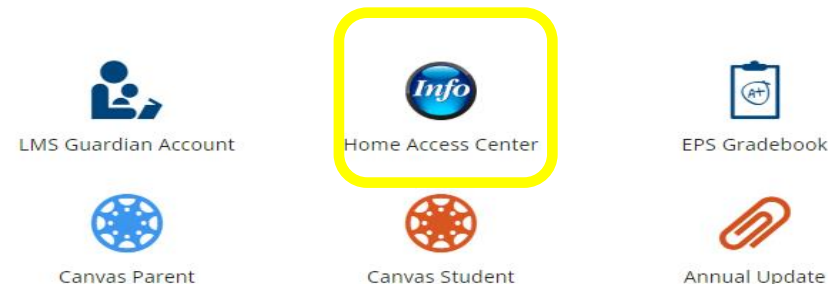 Info
A+
LMS Guardian Account
Home Access Center
EPS Gradebook
Canvas Parent
Canvas Student
Annual Update